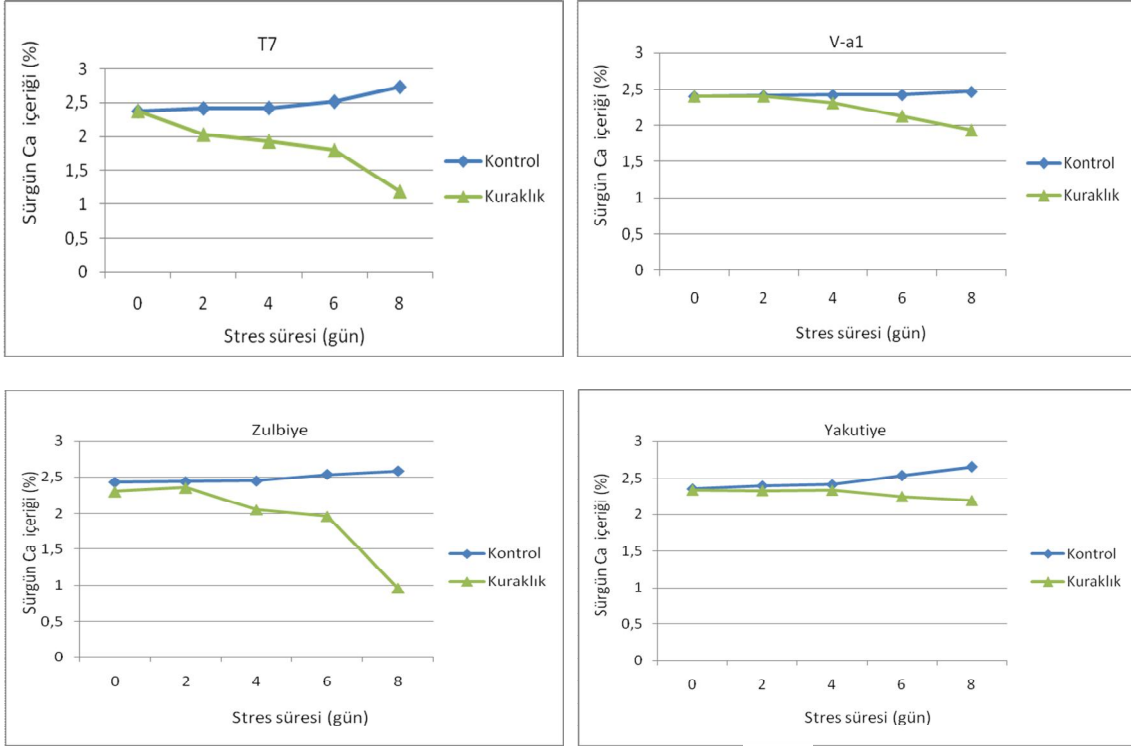 T7
Sürgün Ca içeriği (%)
3
2,5
2
1,5
1
0,5
0
0 2 4 6 8
Stres süresi (gün)
Kontrol
Kuraklık
V-a1
Sürgün Ca içeriği (%)
3
2,5
2
1,5
1
0,5
0
0 2 4 6 8
Stres süresi (gün)
Kontrol
Kuraklık
Zulbiye
Sürgün Ca içeriği (%)
3
2,5
2
1,5
1
0,5
0
0 2 4 6 8
Stres süresi (gün)
Kontrol
Kuraklık
Yakutiye
Sürgün Ca içeriği (%)
3
2,5
2
1,5
1
0,5
0
0 2 4 6 8
Stres süresi (gün)
Kontrol
Kuraklık